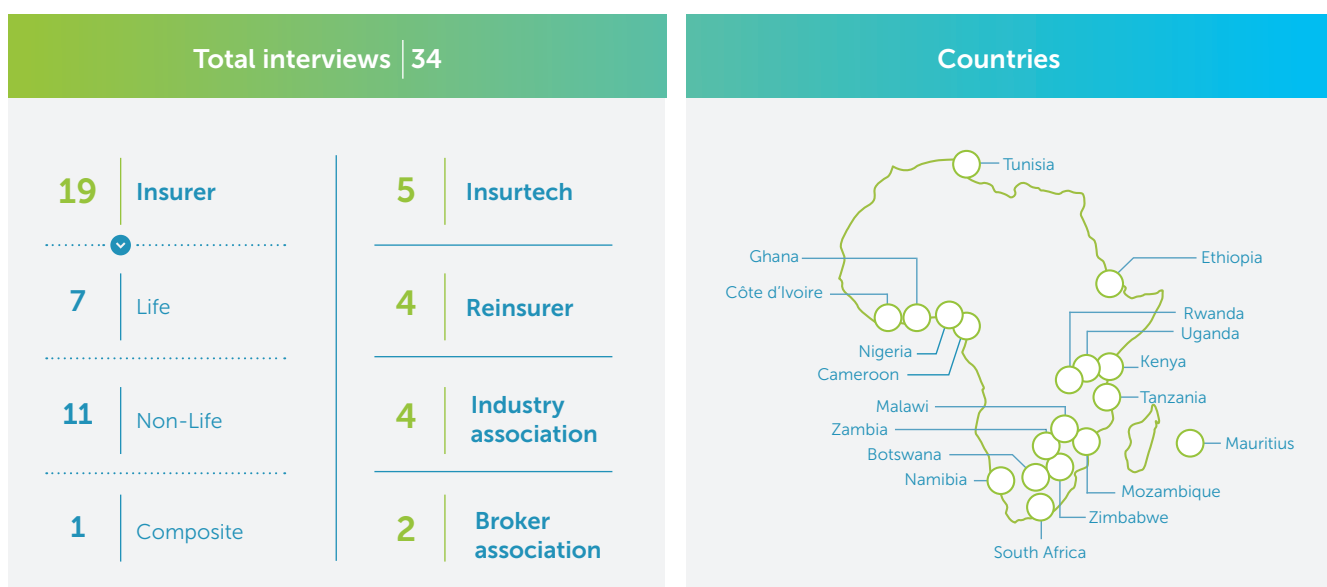 Total interviews 34
19 Insurer
7 Life
11 Non-Life
1 Composite
5 Insurtech
4 Reinsurer
4 Industry
association
2 Broker
association
Countries
Tunisia
Ghana
Côte d'Ivoire
Nigeria
Cameroon
Ethiopia
Rwanda
Uganda
Kenya
Tanzania
Malawi
Zambia
Botswana
Namibia
Mauritius
Mozambique
Zimbabwe
South Africa